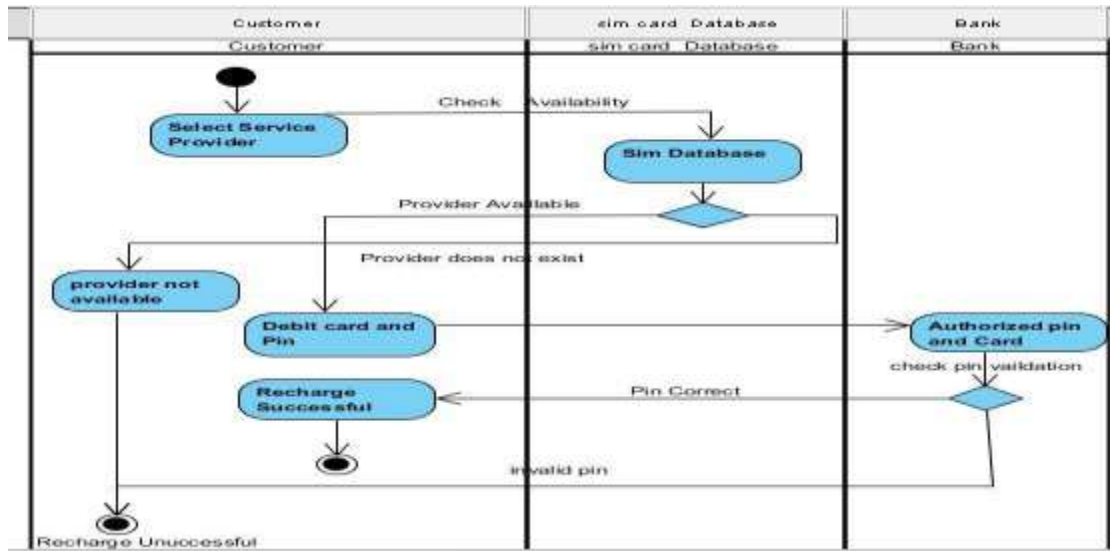 Customer
sim card Database
Bank
Customer
sim card Database
Bank
Check Availability
Select Service
Provider
Sim Database
Provider Available
Provider does not exist
provider not
available
Debit card and
Pin
Authorized pin
and Card
check pin vaildation
Recharge
Successful
Pin Correct
invalid pin
Recharge Unuccessful